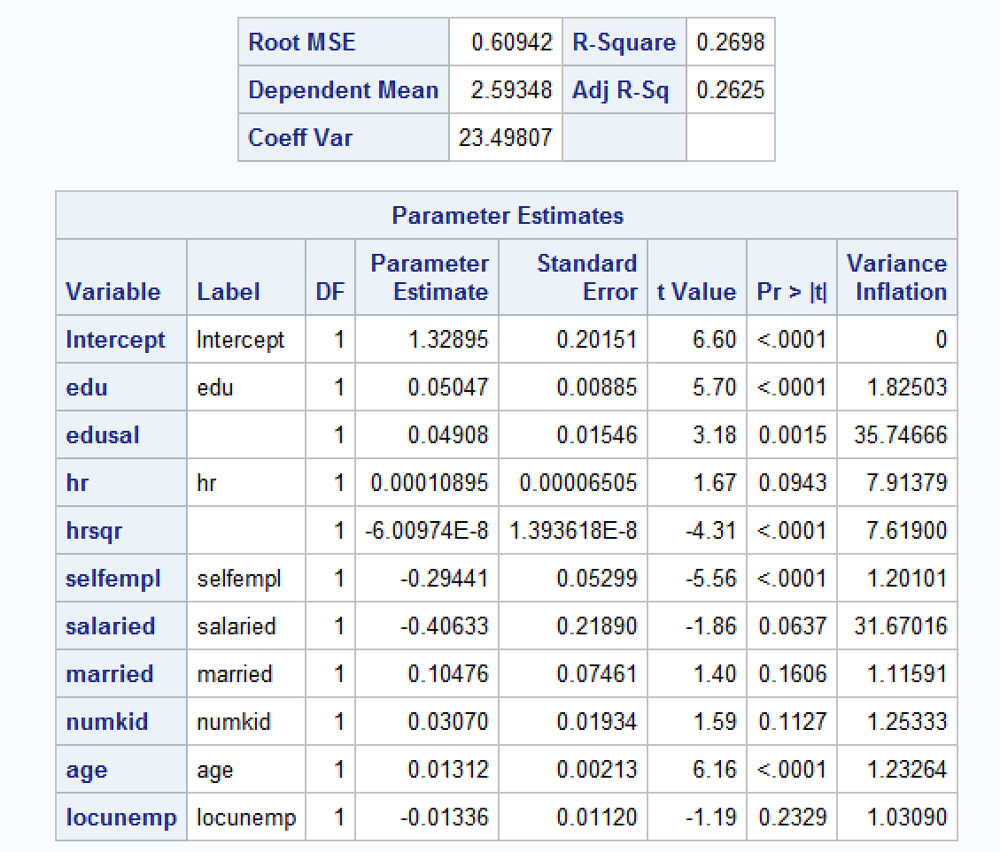 Root MSE 0.60942 R-Square 0.2698
Dependent Mean 2.59348 Adj R-Sq 0.2625
Coeff Var 23.49807
Parameter Estimates
Variable Label DF Parameter Estimate Standard Error t Value Pr > |t| Variance Inflation
Intercept Intercept 1 1.32895 0.20151 6.60 <.0001 0
edu edu 1 0.05047 0.00885 5.70 <.0001 1.82503
edusal 1 0.04908 0.01546 3.18 0.0015 35.74666
hr hr 1 0.00010895 0.00006505 1.67 0.0943 7.91379
hrsqr 1 -6.00974E-8 1.393618E-8 -4.31 <.0001 7.61900
selfempl selfempl 1 -0.29441 0.05299 -5.56 <.0001 1.20101
salaried salaried 1 -0.40633 0.21890 -1.86 0.0637 31.67016
married married 1 0.10476 0.07461 1.40 0.1606 1.11591
numkid numkid 1 0.03070 0.01934 1.59 0.1127 1.25333
age age 1 0.01312 0.00213 6.16 <.0001 1.23264
locunemp locunemp 1 -0.01336 0.01120 -1.19 0.2329 1.03090